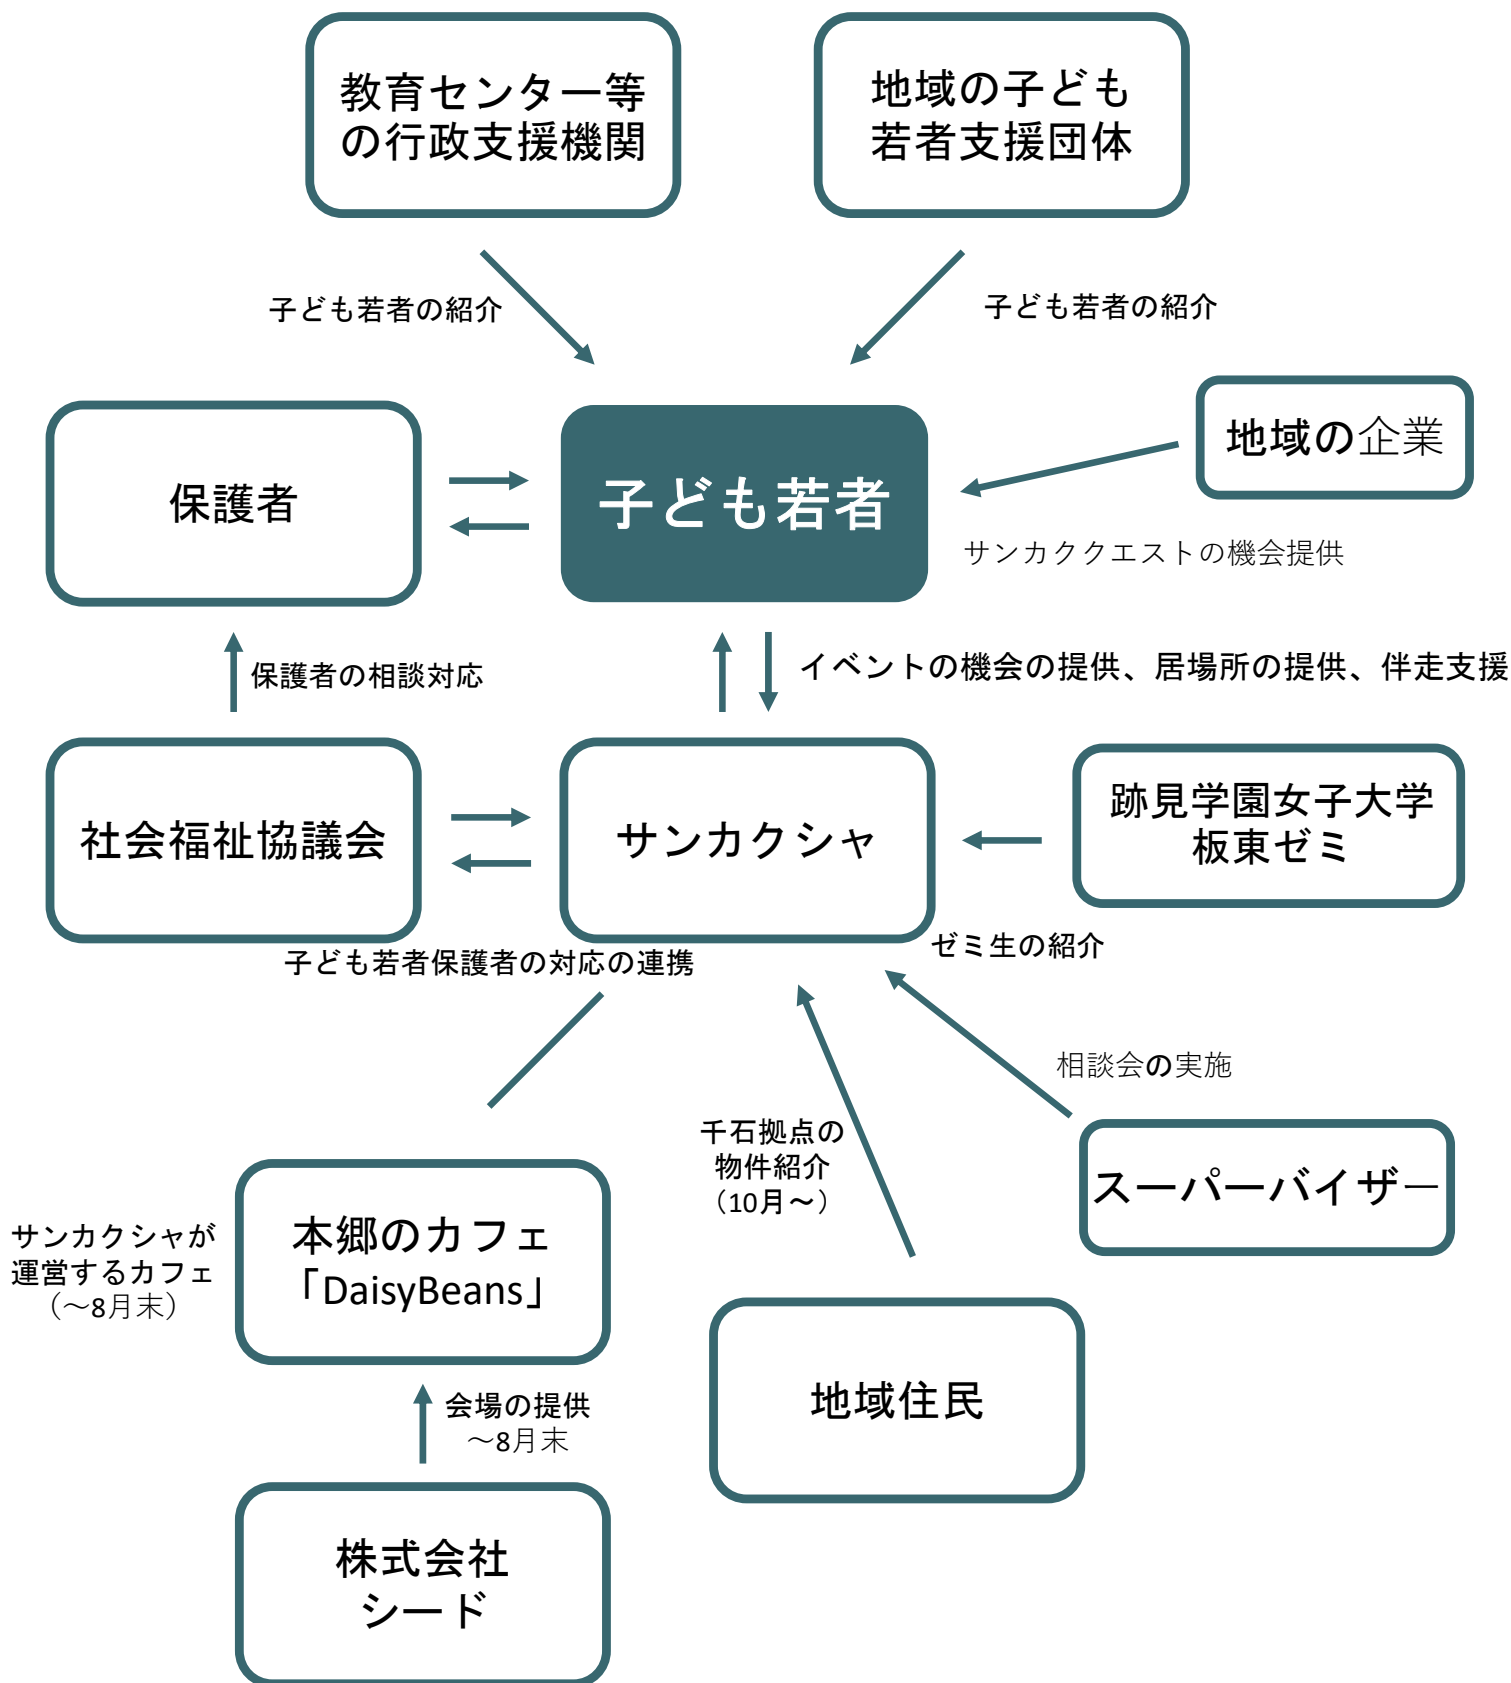 教育センター等
の行政支援機関
地域の子ども
若者支援団体
子ども若者の紹介
子ども若者の紹介
保護者
子ども若者
地域の企業
サンカククエストの機会提供
保護者の相談対応
イベントの機会の提供、居場所の提供、伴走支援
社会福祉協議会
サンカクシャ
跡見学園女子大学
板東ゼミ
子ども若者保護者の対応の連携
ゼミ生の紹介
相談会の実施
千石拠点の
物件紹介
（10月～）
スーパーバイザー
サンカクシャが
運営するカフェ
（～8月末）
本郷のカフェ
「DaisyBeans」
地域住民
会場の提供
～8月末
株式会社
シード